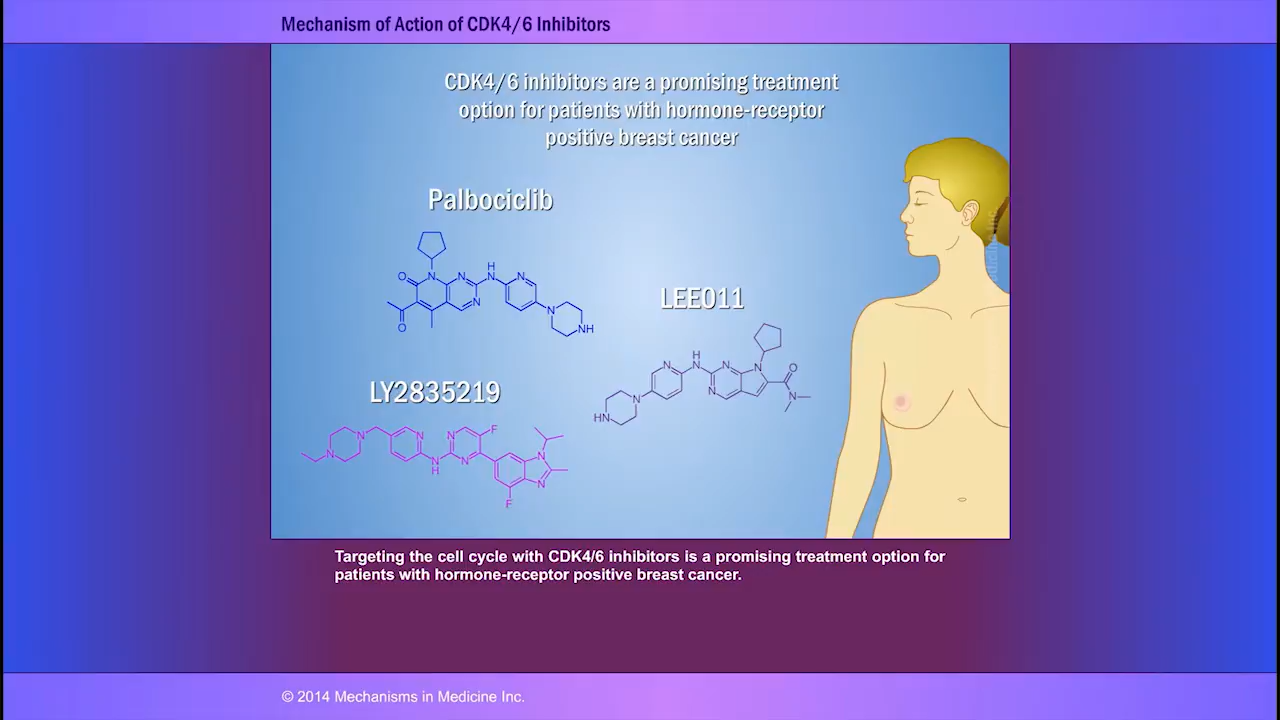 Mechanism of Action of CDK4/6 Inhibitors
CDK4/6 inhibitors are a promising treatment
option for patients with hormone-receptor
positive breast cancer
Palbociclib
H
O N N N N
N
O
N
NH
LEE011
H
N N N N O
N
N
N
HN
LY2835219
N N N F
N
N N N
H
N
F
Targeting the cell cycle with CDK4/6 inhibitors is a promising treatment option for
patients with hormone-receptor positive breast cancer.
© 2014 Mechanisms in Medicine Inc.